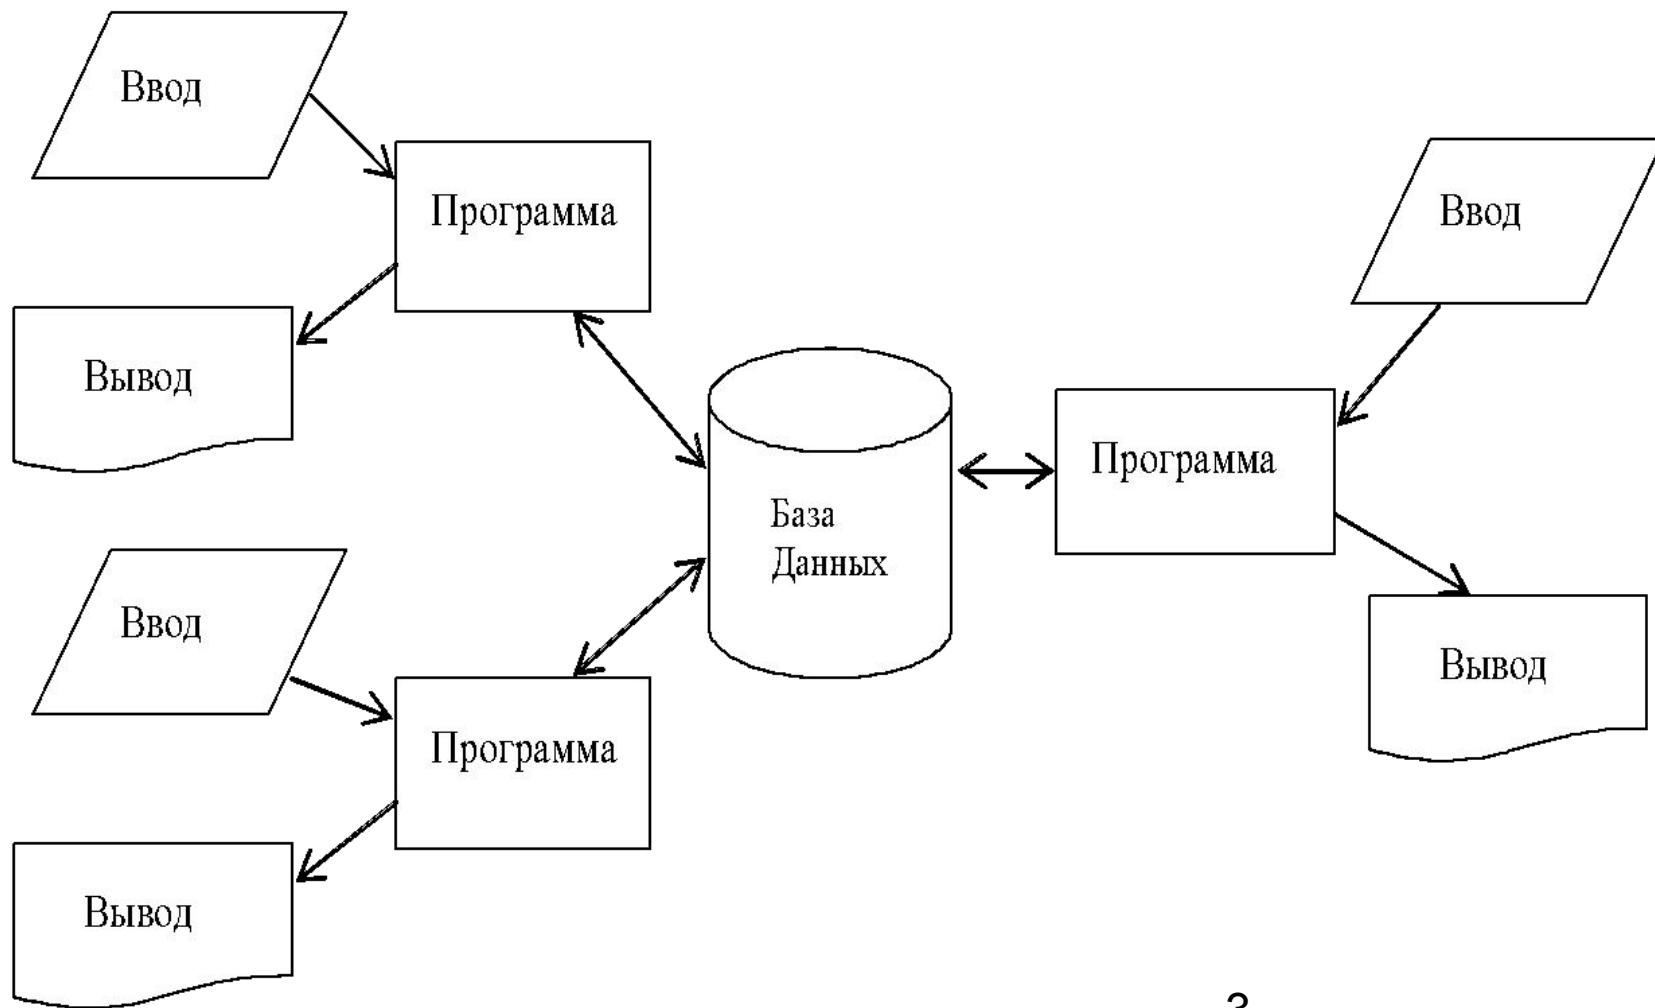 Ввод
Программа
Вывод
Ввод
Программа
Вывод
База
Данных
Ввод
Программа
Вывод
3